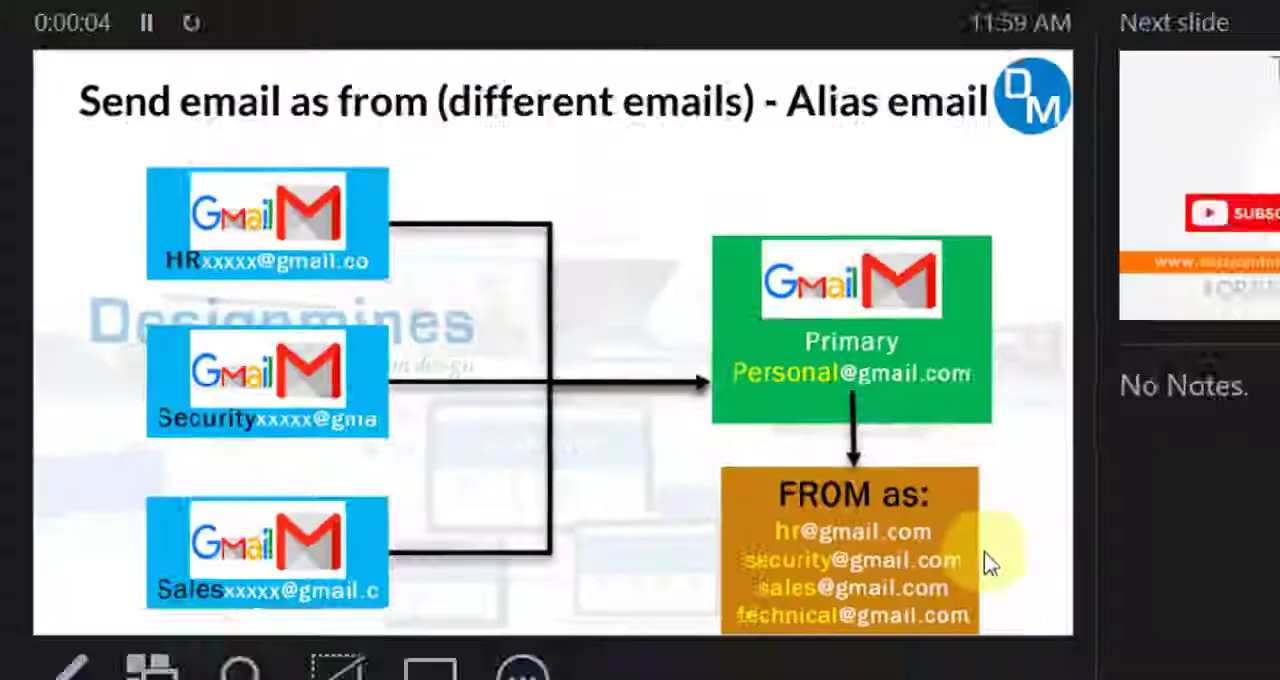 0:00:04
11:59 AM
Next slide
Send email as from (different emails) - Alias email
DM
Gmail
HRxxxxx@gmail.co
Designmines
Gmail
Securityxxxxx@gma
Gmail
Salesxxxxx@gmail.c
Gmail
Primary
Personal@gmail.com
FROM as:
hr@gmail.com
security@gmail.com
sales@gmail.com
technical@gmail.com
SUBSC
No Notes.